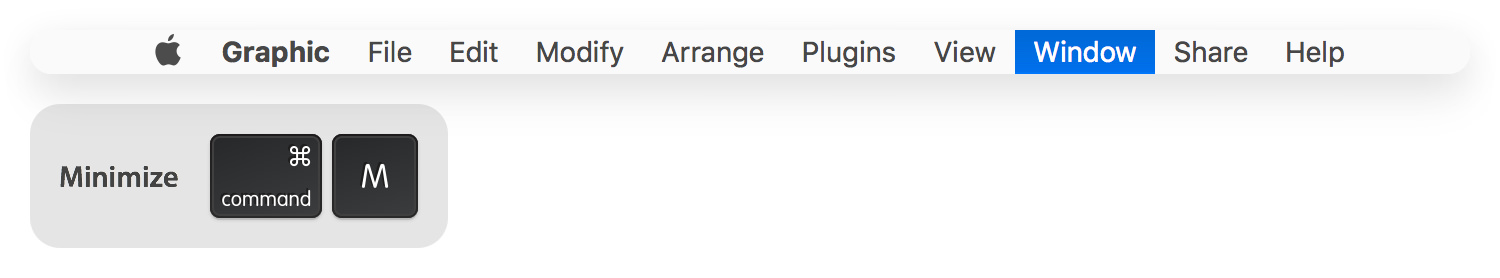 Graphic File Edit Modify Arrange Plugins View Window Share Help
Minimize ⌘ command M